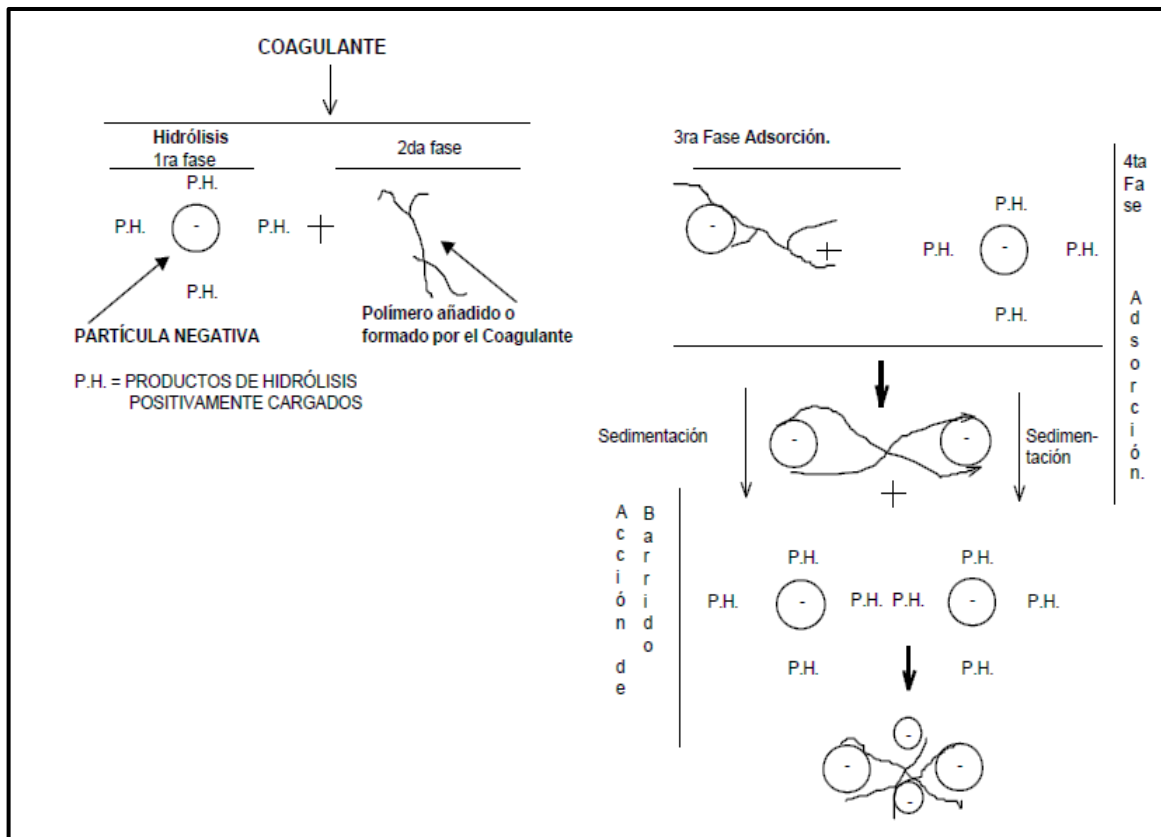 COAGULANTE
Hidrólisis
1ra fase
2da fase
P.H.
P.H.
-
P.H.
P.H.
PARTÍCULA NEGATIVA
Polímero añadido o
formado por el Coagulante
P.H. = PRODUCTOS DE HIDRÓLISIS
POSITIVAMENTE CARGADOS
3ra Fase Adsorción.
-
P.H.
P.H.
-
P.H.
P.H.
4ta
Fa
se
A
d
s
o
r
c
i
ó
n.
Sedimentación
-
-
Sedimen-
tación
A
c
c
i
ó
n
d
e
B
a
r
r
i
d
o
P.H.
P.H.
P.H.
-
P.H. P.H.
-
P.H.
P.H.
P.H.
-
-
-
-